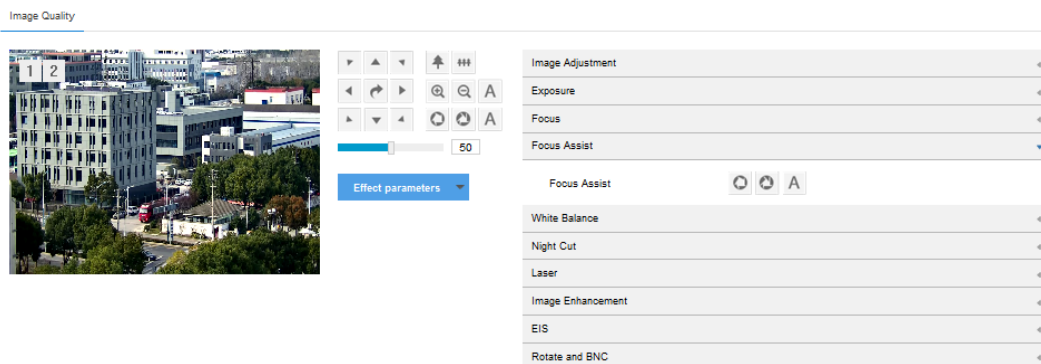 Image Quality
1 2
A
A
50
Effect parameters
Image Adjustment
Exposure
Focus
Focus Assist
Focus Assist
A
White Balance
Night Cut
Laser
Image Enhancement
EIS
Rotate and BNC